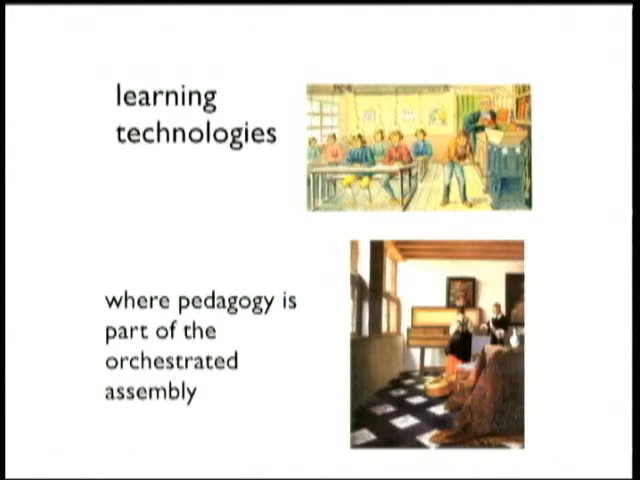 learning
technologies
where pedagogy is
part of the
orchestrated
assembly